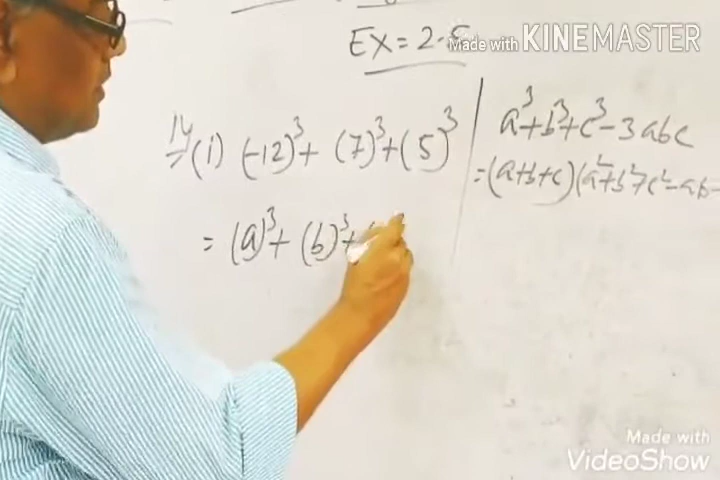 EX = 2.5
Made with KINEMASTER
14 (i) (-12)³ + (7)³ + (5)³
= (a)³ + (b)³ +
a³ + b³ + c³ - 3abc
= (a+b+c)(a²+b²+c²-ab-
Made with
VideoShow